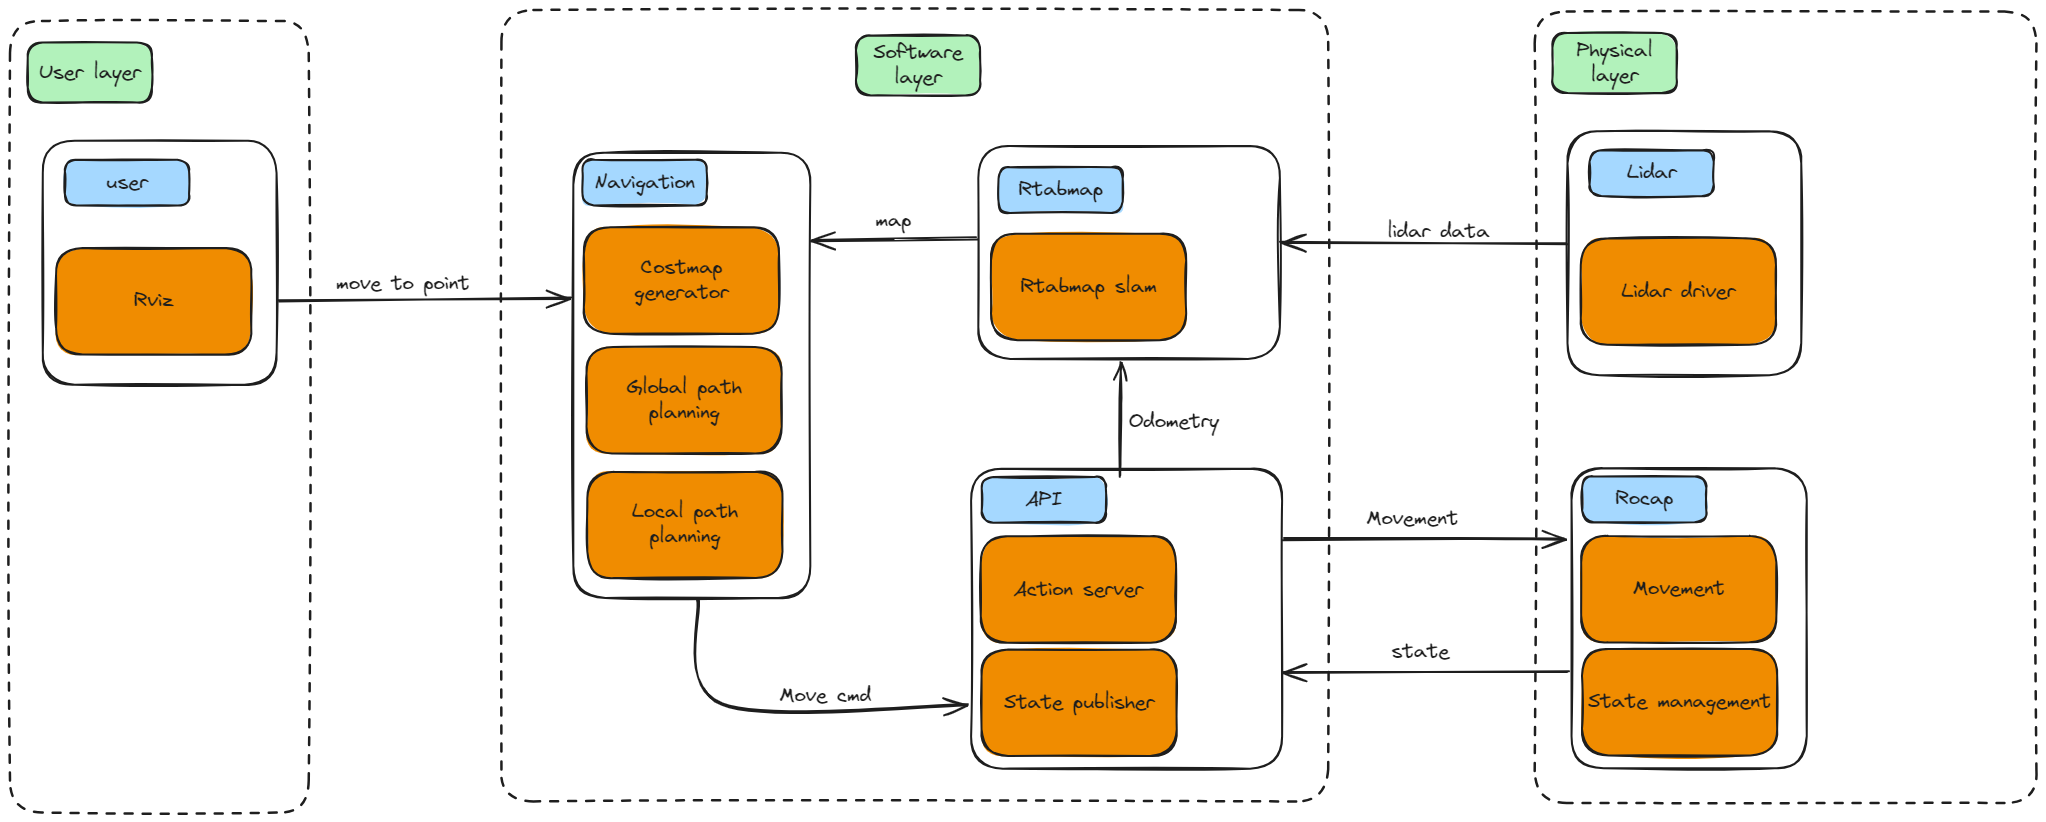 User layer
user
Rviz
move to point
Software
layer
Navigation
Costmap
generator
Global path
planning
Local path
planning
map
Rtabmap
Rtabmap slam
Odometry
Move cmd
API
Action server
State publisher
lidar data
Movement
state
Physical
layer
Lidar
Lidar driver
Rocap
Movement
State management